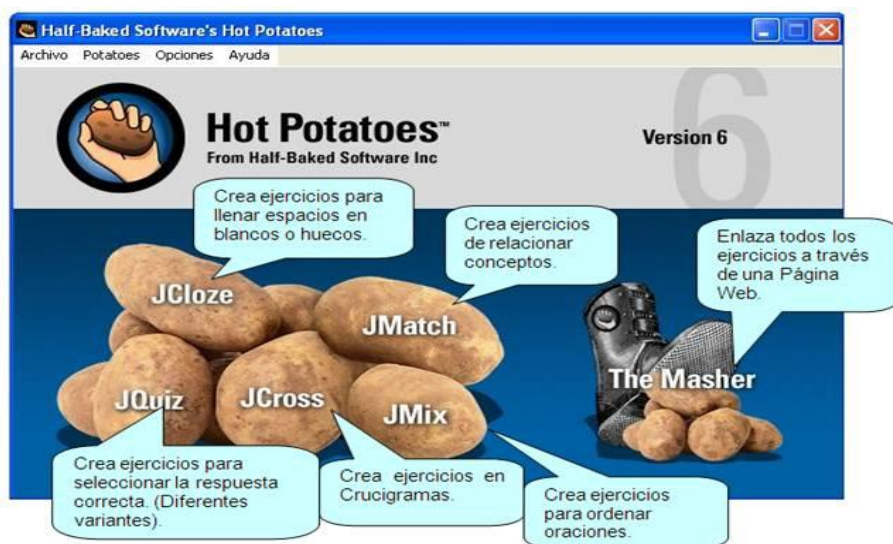 Half-Baked Software's Hot Potatoes
Archivo Potatoes Opciones Ayuda
6
Hot Potatoes™
From Half-Baked Software Inc
Version 6
Crea ejercicios para
llenar espacios en
blancos o huecos.
Crea ejercicios
de relacionar
conceptos.
Enlaza todos los
ejercicios a través
de una Página
Web.
JCloze
JMatch
The Masher
JQuiz
JCross
JMix
Crea ejercicios para
seleccionar la respuesta
correcta. (Diferentes
variantes).
Crea ejercicios en
Crucigramas.
Crea ejercicios
para ordenar
oraciones.